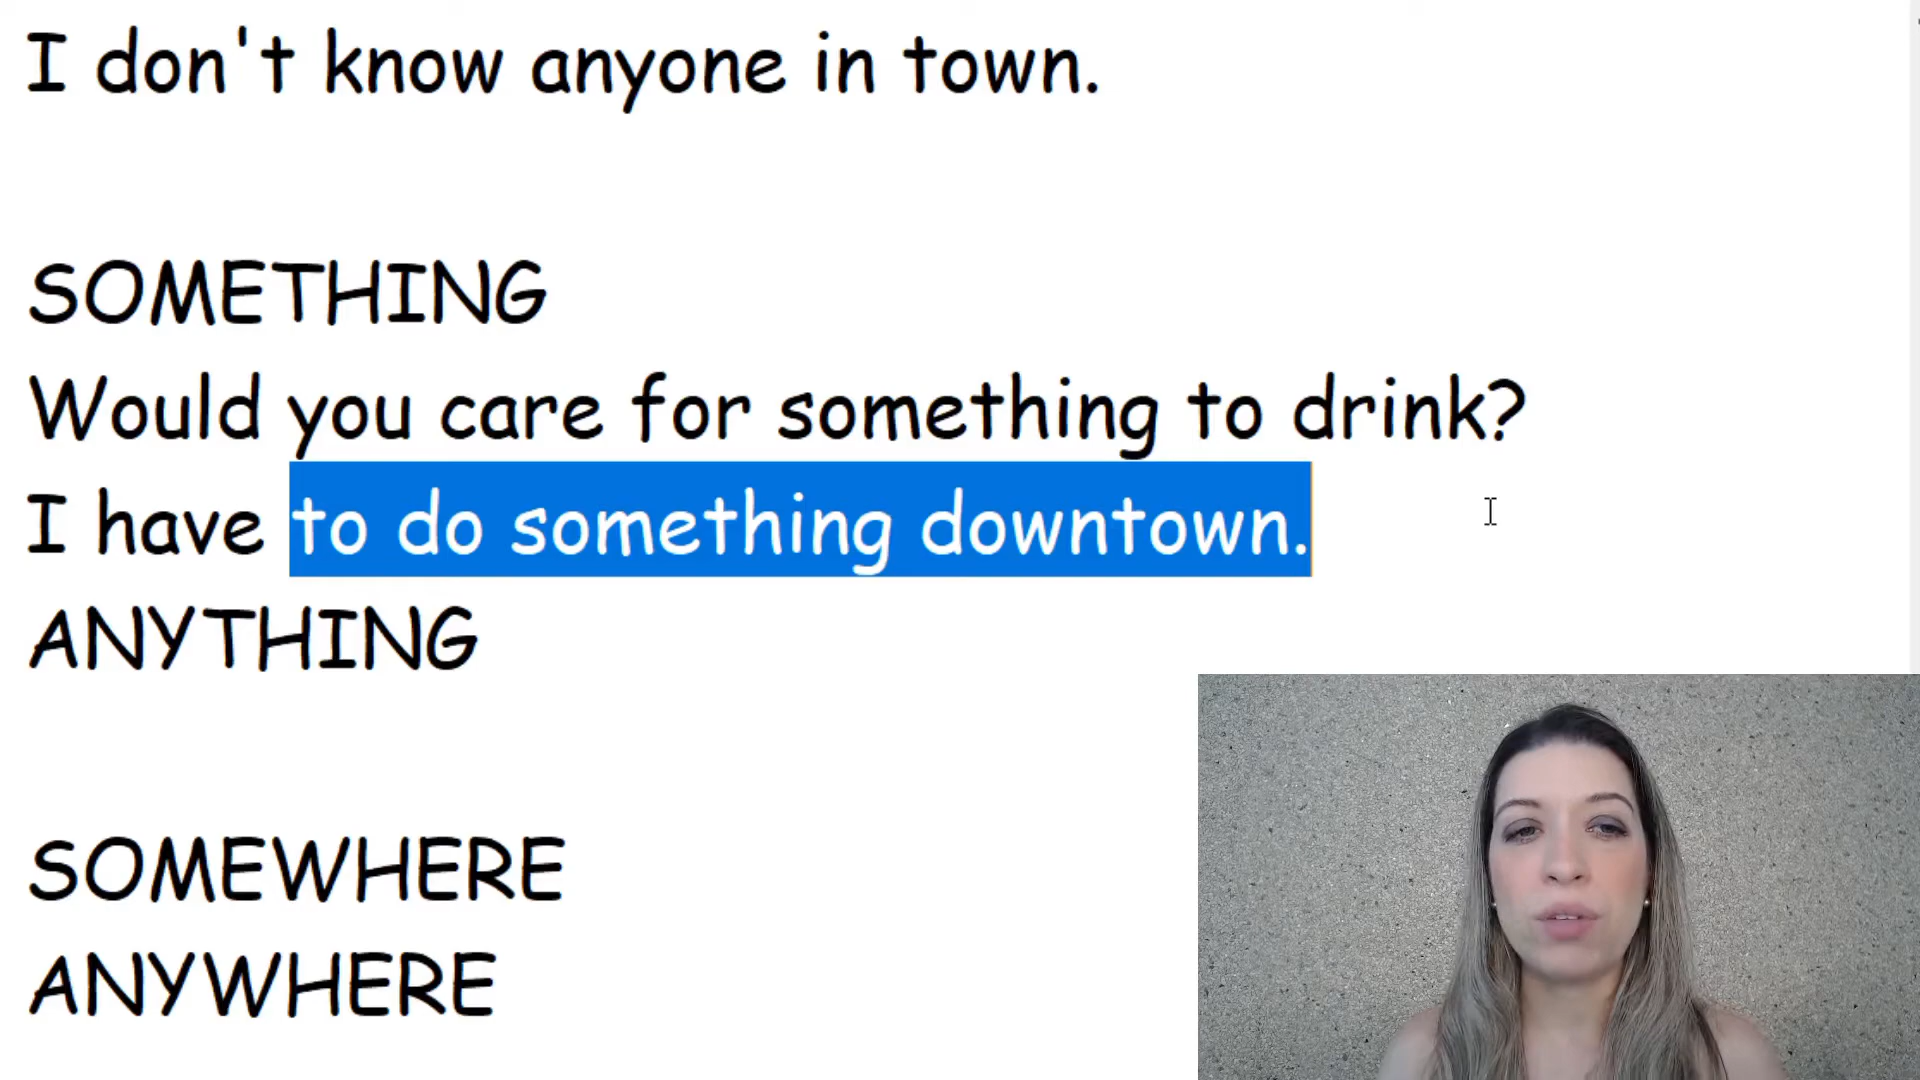 I don't know anyone in town.
SOMETHING
Would you care for something to drink?
I have to do something downtown.
ANYTHING
SOMEWHERE
ANYWHERE